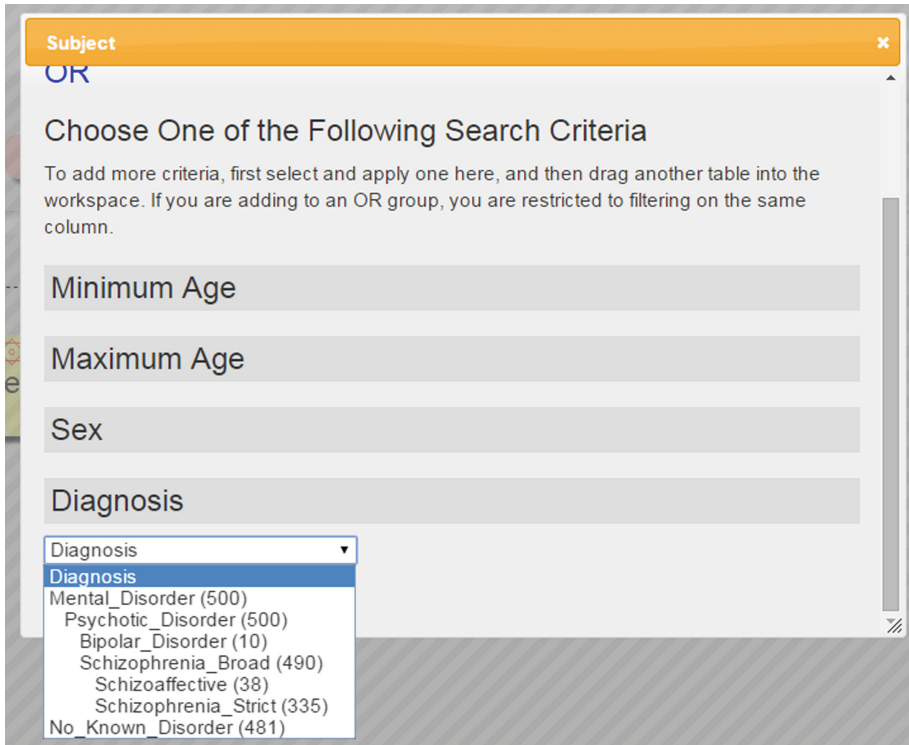 Subject
OR
Choose One of the Following Search Criteria
To add more criteria, first select and apply one here, and then drag another table into the
workspace. If you are adding to an OR group, you are restricted to filtering on the same
column.
Minimum Age
Maximum Age
Sex
Diagnosis
Diagnosis
Diagnosis
Mental_Disorder (500)
Psychotic_Disorder (500)
Bipolar_Disorder (10)
Schizophrenia_Broad (490)
Schizoaffective (38)
Schizophrenia_Strict (335)
No_Known_Disorder (481)